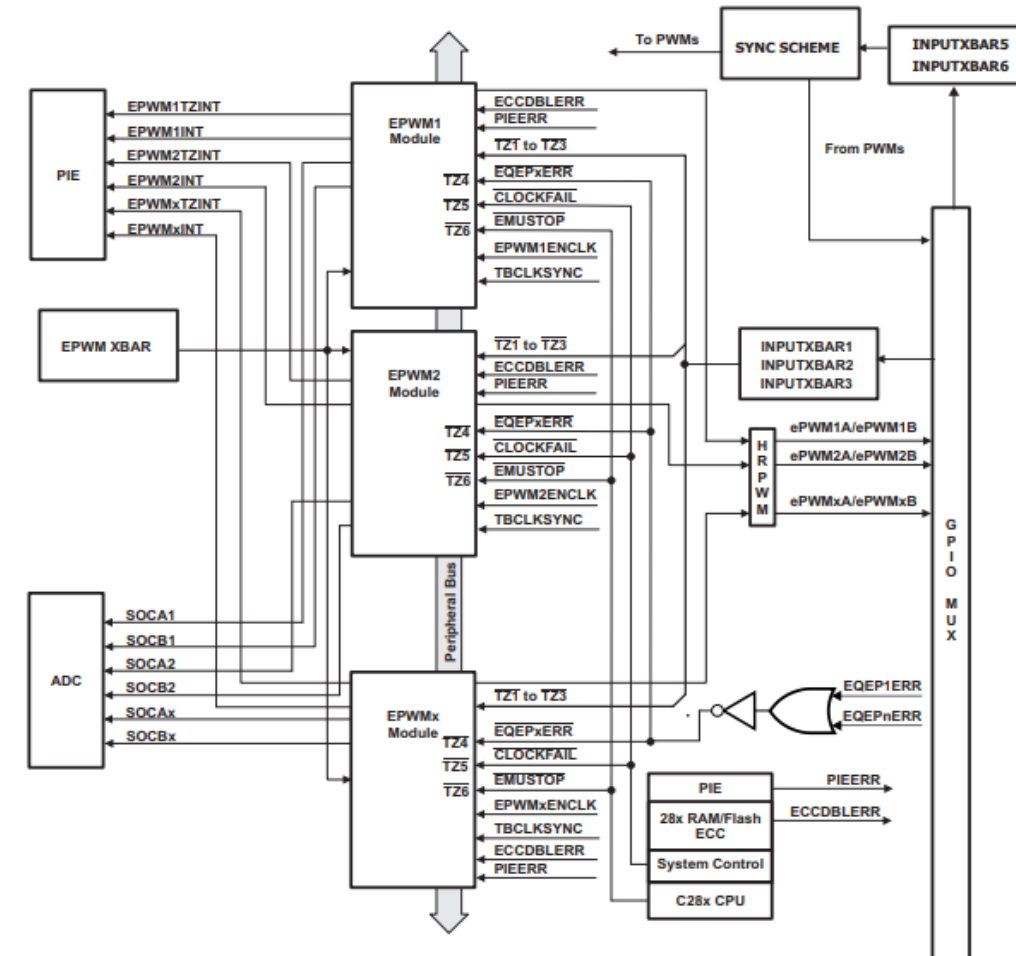 To PWMs
SYNC SCHEME
INPUTXBAR5
INPUTXBAR6
From PWMs
PIE
EPWM1TZINT
EPWM1INT
EPWM2TZINT
EPWM2INT
EPWMxTZINT
EPWMxINT
EPWM1
Module
ECCDBLERR
PIEERR
TZ1 to TZ3
TZ4
EQEPxERR
TZ5
CLOCKFAIL
TZ6
EMUSTOP
EPWM1ENCLK
TBCLKSYNC
EPWM XBAR
EPWM2
Module
TZ1 to TZ3
ECCDBLERR
PIEERR
TZ4
EQEPxERR
TZ5
CLOCKFAIL
TZ6
EMUSTOP
EPWM2ENCLK
TBCLKSYNC
INPUTXBAR1
INPUTXBAR2
INPUTXBAR3
HRPWM
ePWM1A/ePWM1B
ePWM2A/ePWM2B
ePWMxA/ePWMxB
GPIO MUX
Peripheral Bus
ADC
SOCA1
SOCB1
SOCA2
SOCB2
SOCAx
SOCBx
EPWMx
Module
TZ1 to TZ3
TZ4
EQEPxERR
TZ5
CLOCKFAIL
TZ6
EMUSTOP
EPWMxENCLK
TBCLKSYNC
ECCDBLERR
PIEERR
EQEP1ERR
EQEPnERR
PIE
28x RAM/Flash
ECC
System Control
C28x CPU
PIEERR
ECCDBLERR